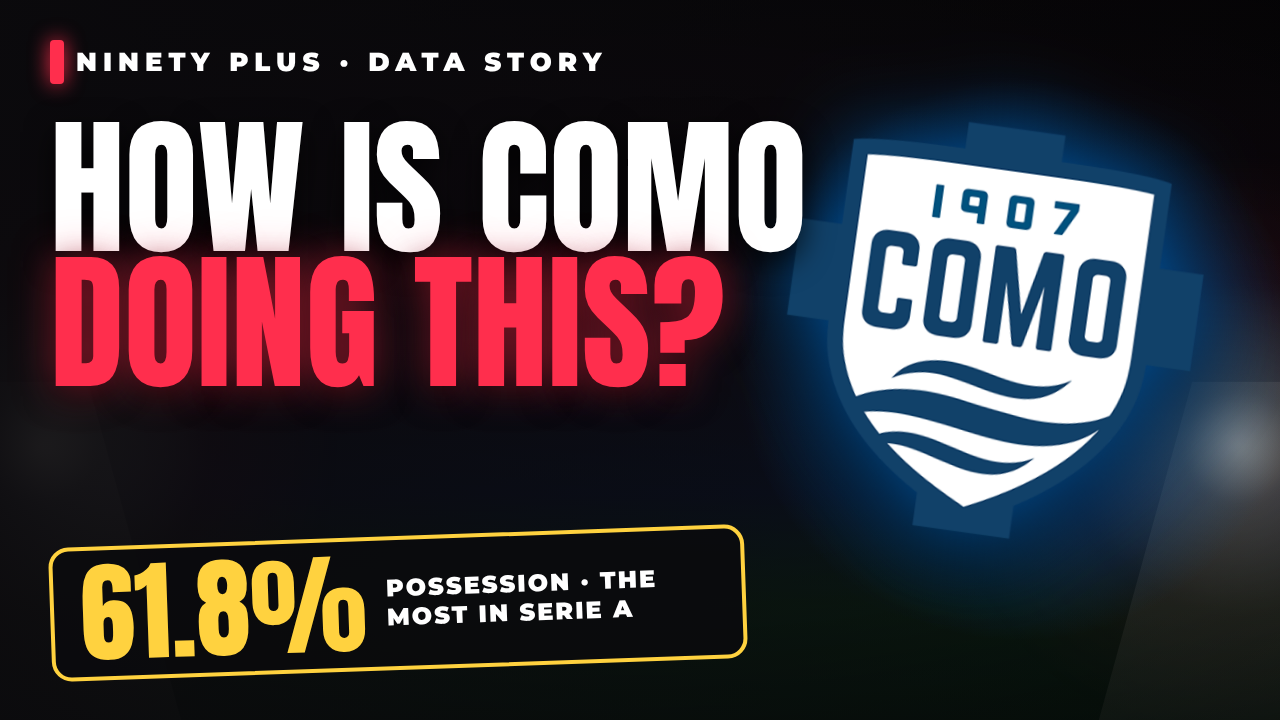 NINETY PLUS · DATA STORY
HOW IS COMO
DOING THIS?
1907
COMO
61.8%
POSSESSION · THE
MOST IN SERIE A